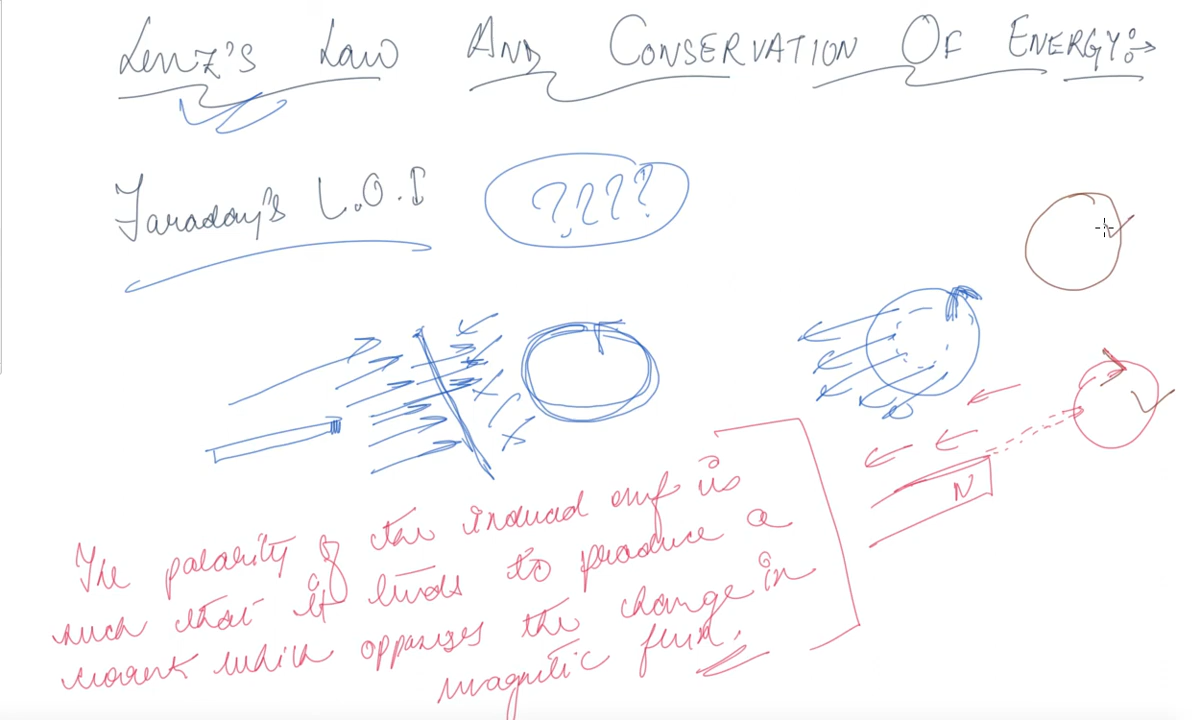 Lenz's Law AND CONSERVATION OF ENERGY:→
Faraday's L.O.I ????
N
The polarity of the induced emf is
such that it tends to produce a
current which opposes the change in
magnetic flux.